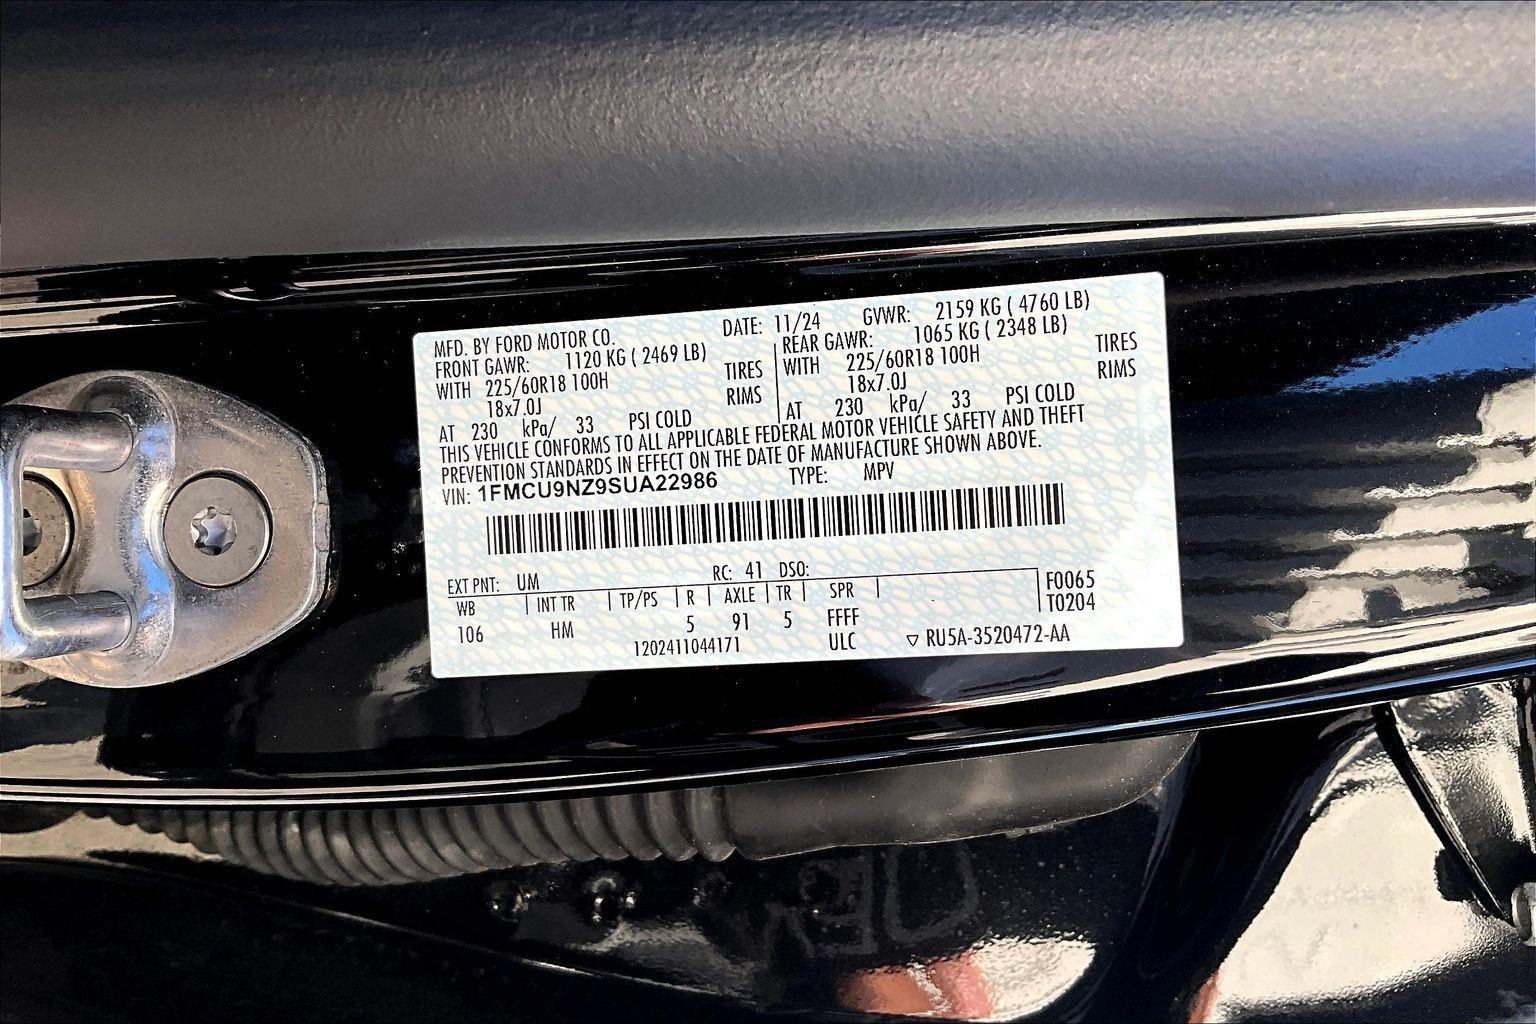 MFD. BY FORD MOTOR CO. DATE: 11/24 GVWR: 2159 KG ( 4760 LB)
FRONT GAWR: 1120 KG ( 2469 LB) REAR GAWR: 1065 KG ( 2348 LB)
WITH 225/60R18 100H TIRES WITH 225/60R18 100H TIRES
18x7.0J RIMS 18x7.0J RIMS
AT 230 kPa/ 33 PSI COLD AT 230 kPa/ 33 PSI COLD
THIS VEHICLE CONFORMS TO ALL APPLICABLE FEDERAL MOTOR VEHICLE SAFETY AND THEFT
PREVENTION STANDARDS IN EFFECT ON THE DATE OF MANUFACTURE SHOWN ABOVE.
VIN: 1FMCU9NZ9SUA22986 TYPE: MPV
EXT PNT: UM RC: 41 DSO:
WB | INT TR | TP/PS | R | AXLE | TR | SPR | F0065
106 HM 5 91 5 FFFF T0204
1202411044171 ULC ▽ RU5A-3520472-AA